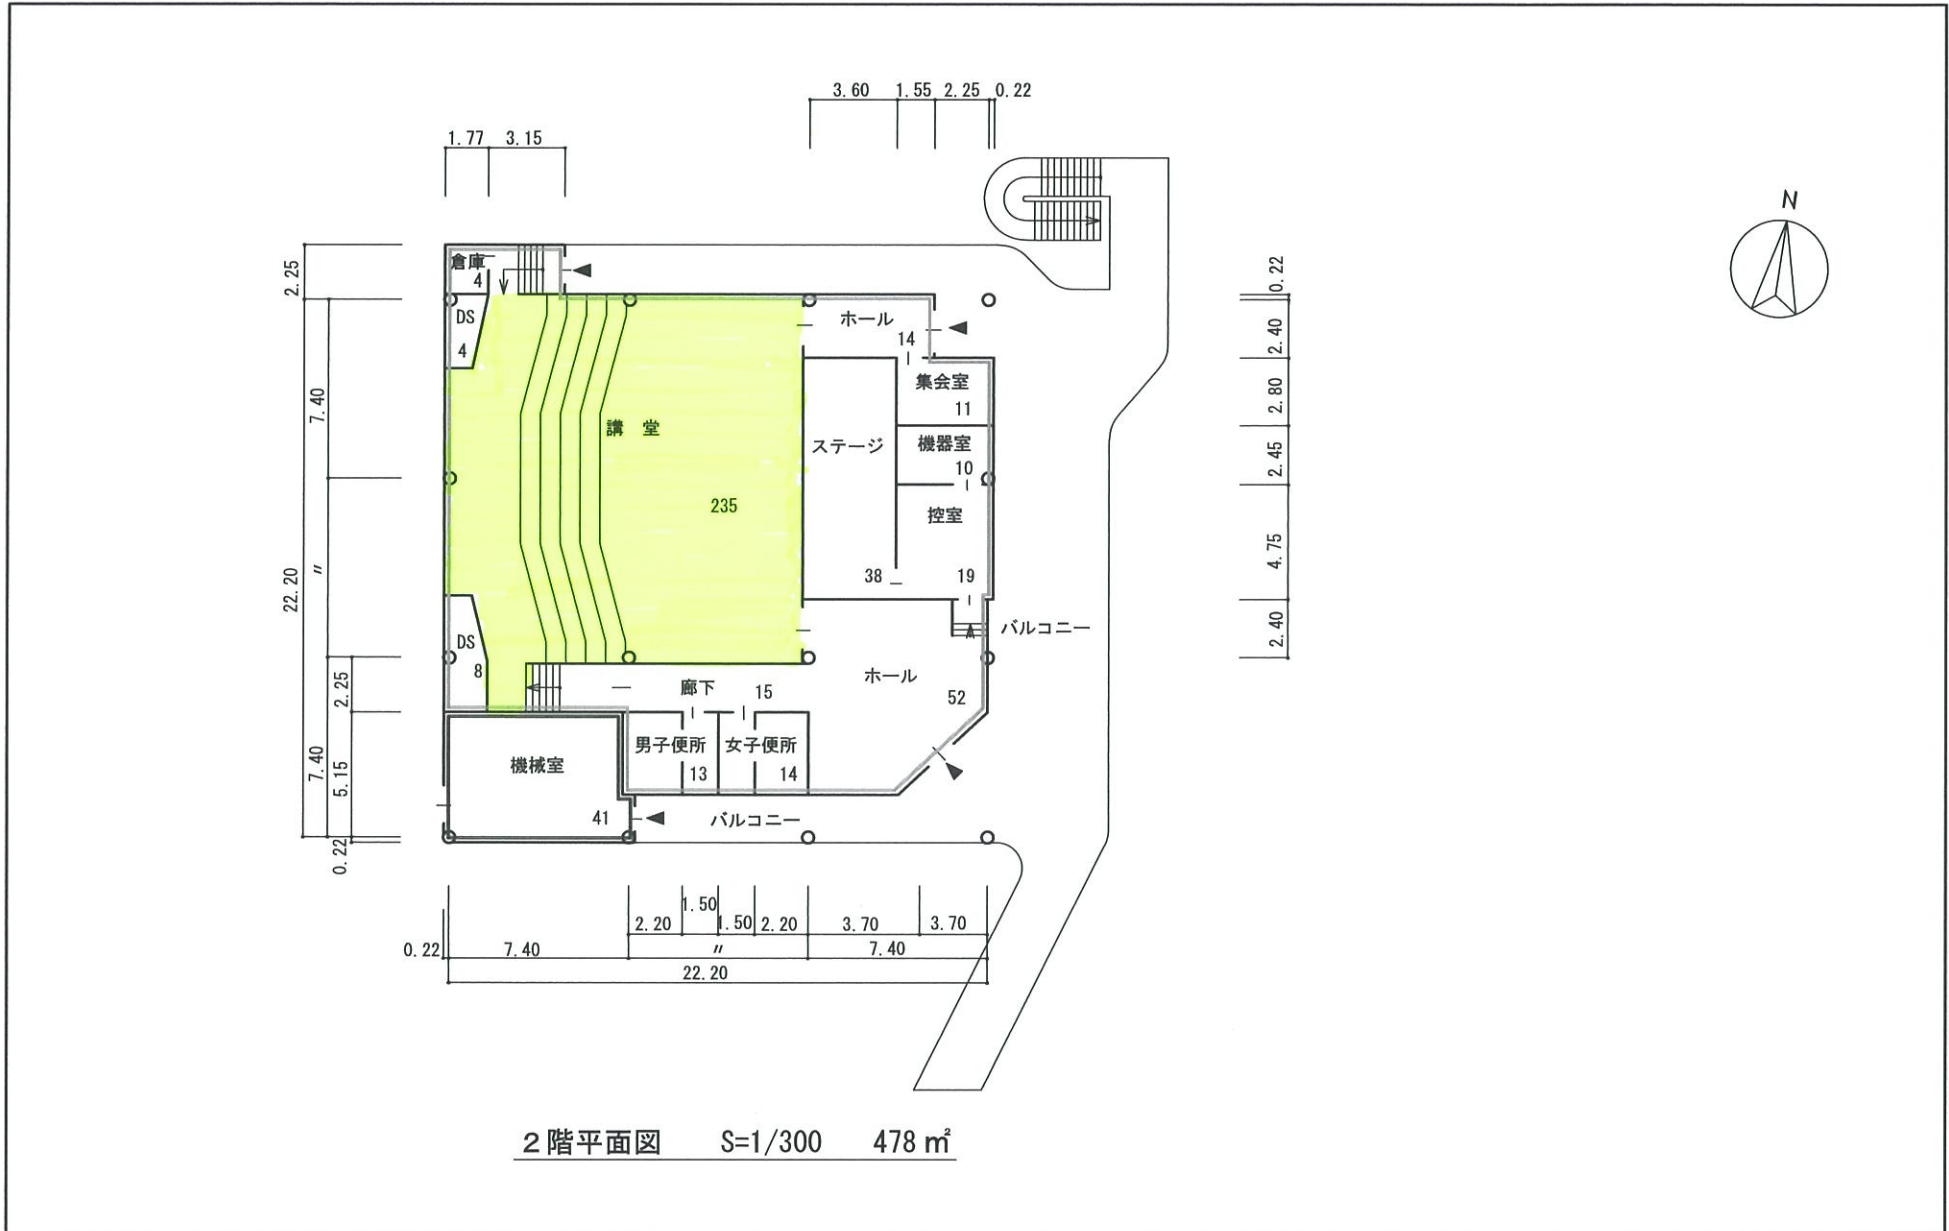 3.60 1.55 2.25 0.22
1.77 3.15
N
2.25
倉庫
4
0.22
DS
4
ホール
14
2.40
集会室
11
2.80
7.40
講 堂
ステージ
機器室
10
2.45
235
控室
4.75
22.20
〃
38
19
DS
8
バルコニー
2.40
2.25
廊下
15
ホール
52
男子便所
13
女子便所
14
機械室
41
7.40
5.15
バルコニー
0.22
1.50
2.20 1.50 2.20 3.70 3.70
0.22 7.40 〃 7.40
22.20
2階平面図 S=1/300 478㎡